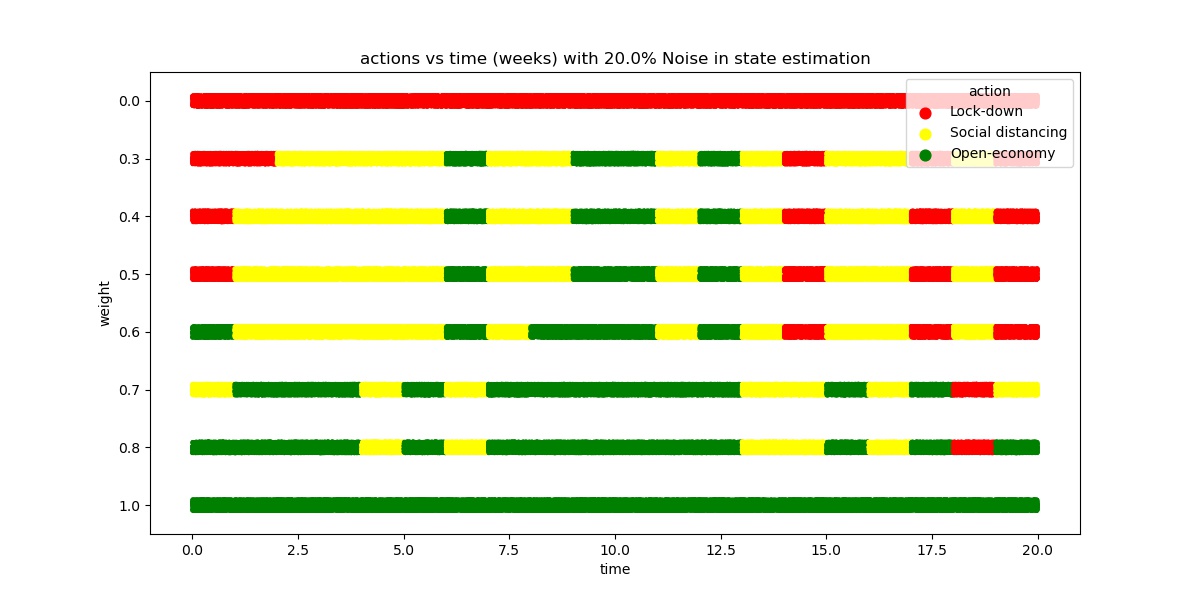 actions vs time (weeks) with 20.0% Noise in state estimation
action
Lock-down
Social distancing
Open-economy
weight
0.0
0.3
0.4
0.5
0.6
0.7
0.8
1.0
0.0 2.5 5.0 7.5 10.0 12.5 15.0 17.5 20.0
time